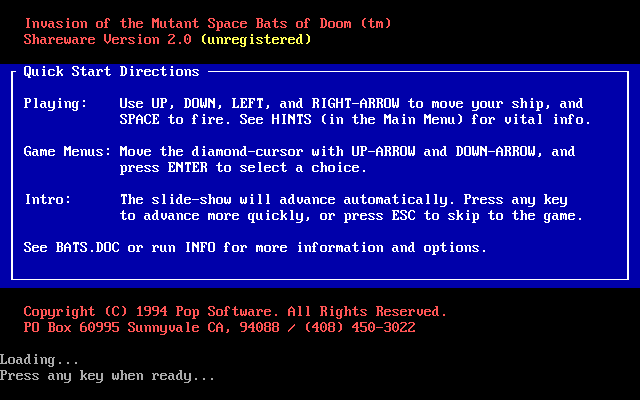 Invasion of the Mutant Space Bats of Doom (tm)
Shareware Version 2.0 (unregistered)
Quick Start Directions
Playing: Use UP, DOWN, LEFT, and RIGHT-ARROW to move your ship, and
SPACE to fire. See HINTS (in the Main Menu) for vital info.
Game Menus: Move the diamond-cursor with UP-ARROW and DOWN-ARROW, and
press ENTER to select a choice.
Intro: The slide-show will advance automatically. Press any key
to advance more quickly, or press ESC to skip to the game.
See BATS.DOC or run INFO for more information and options.
Copyright (C) 1994 Pop Software. All Rights Reserved.
PO Box 60995 Sunnyvale CA, 94088 / (408) 450-3022
Loading...
Press any key when ready...